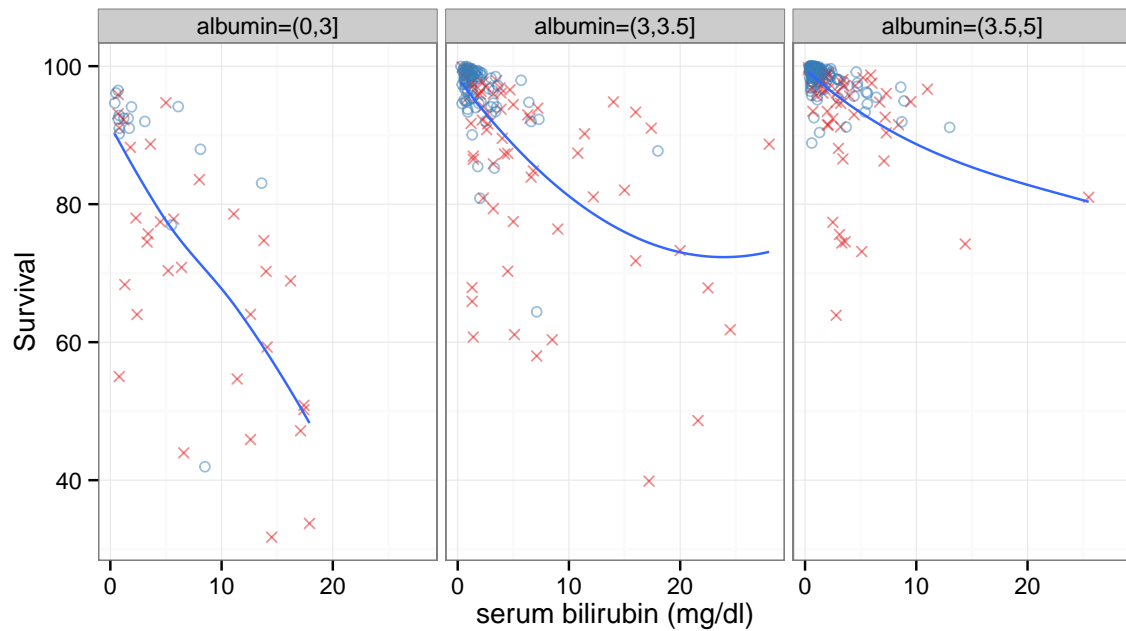 albumin=(0,3] albumin=(3,3.5] albumin=(3.5,5]
100
80
60
40
Survival
0 10 20 0 10 20 0 10 20
serum bilirubin (mg/dl)